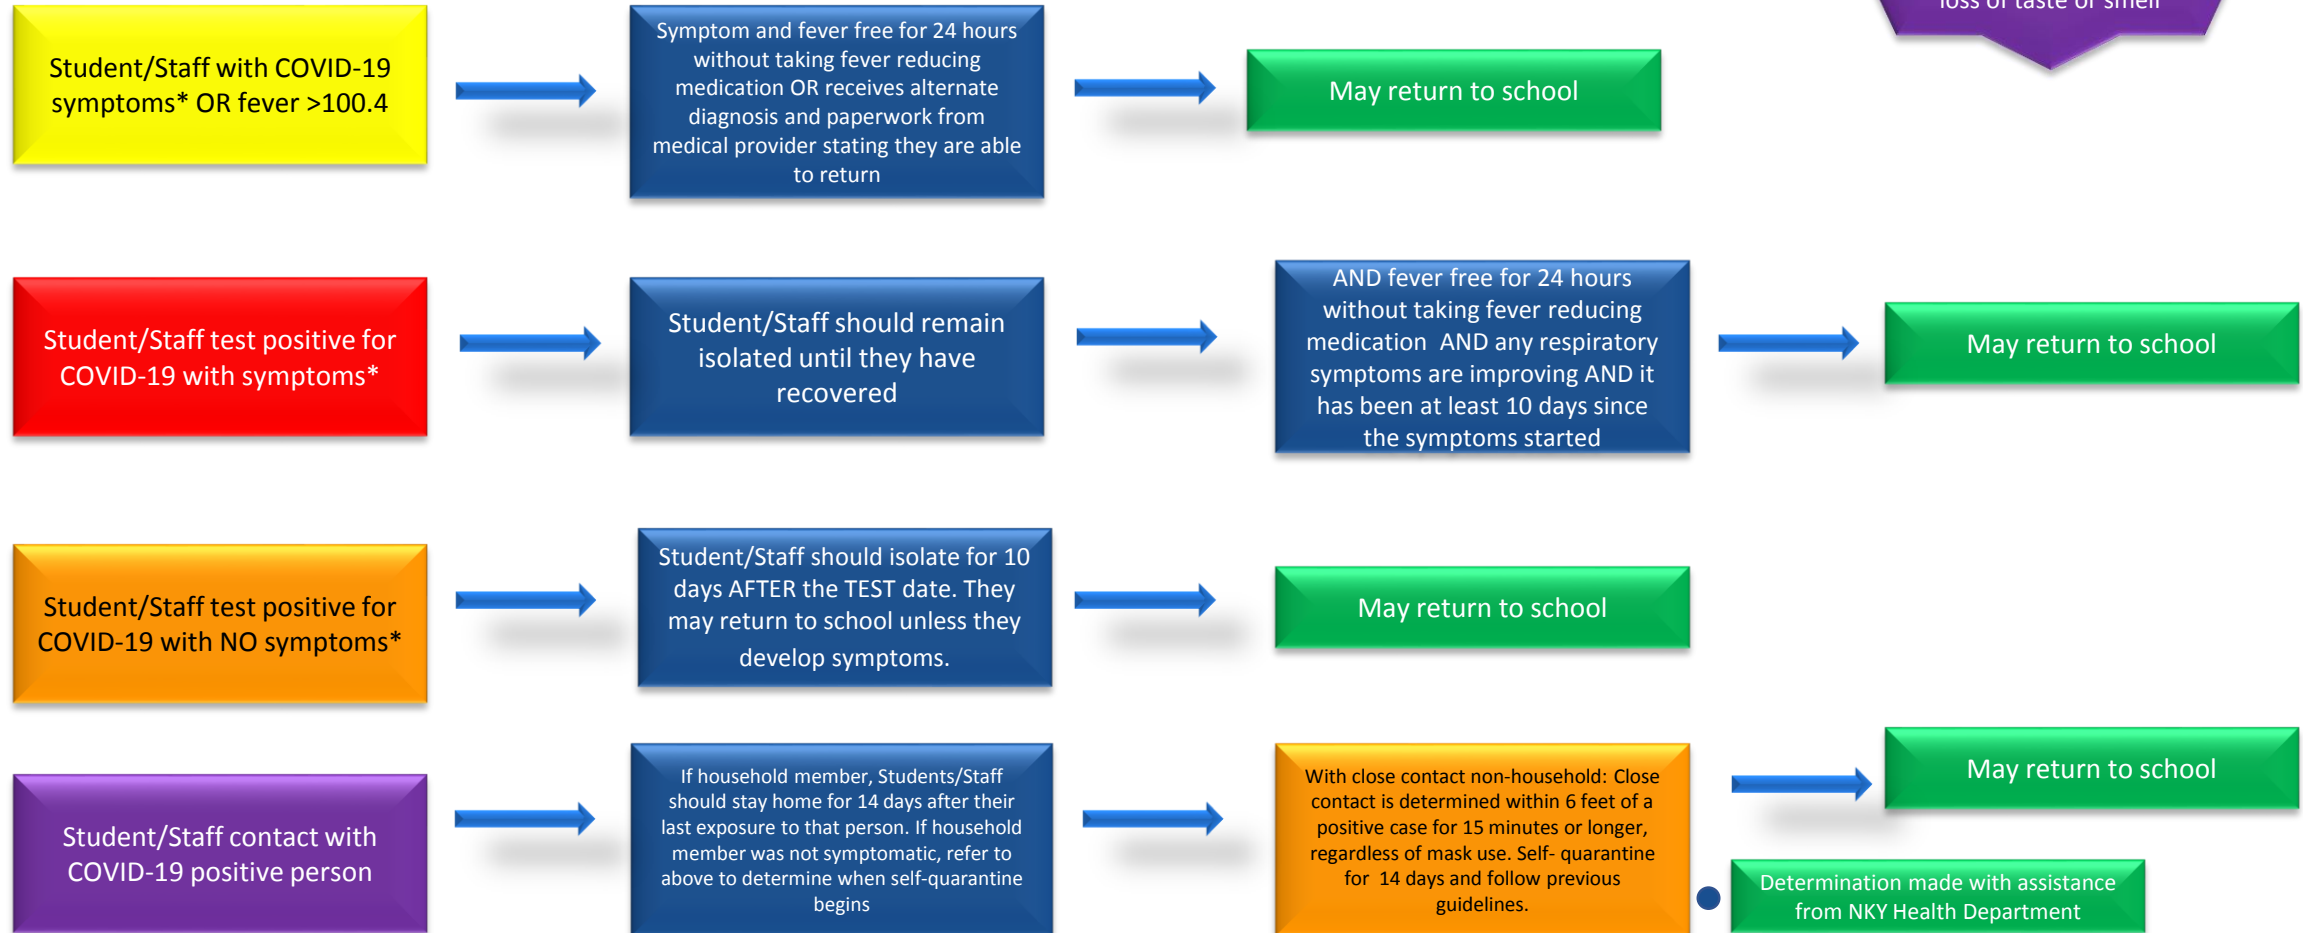 loss of taste or smell
Student/Staff with COVID-19
symptoms* OR fever >100.4
Symptom and fever free for 24 hours
without taking fever reducing
medication OR receives alternate
diagnosis and paperwork from
medical provider stating they are able
to return
May return to school
Student/Staff test positive for
COVID-19 with symptoms*
Student/Staff should remain
isolated until they have
recovered
AND fever free for 24 hours
without taking fever reducing
medication AND any respiratory
symptoms are improving AND it
has been at least 10 days since
the symptoms started
May return to school
Student/Staff test positive for
COVID-19 with NO symptoms*
Student/Staff should isolate for 10
days AFTER the TEST date. They
may return to school unless they
develop symptoms.
May return to school
Student/Staff contact with
COVID-19 positive person
If household member, Students/Staff
should stay home for 14 days after their
last exposure to that person. If household
member was not symptomatic, refer to
above to determine when self-quarantine
begins
With close contact non-household: Close
contact is determined within 6 feet of a
positive case for 15 minutes or longer,
regardless of mask use. Self- quarantine
for 14 days and follow previous
guidelines.
May return to school
Determination made with assistance
from NKY Health Department